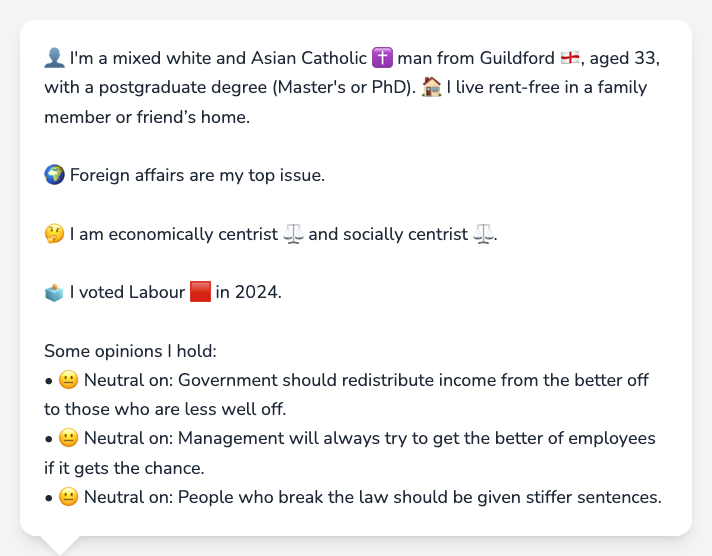 👤 I'm a mixed white and Asian Catholic ✝️ man from Guildford 🏴󠁧󠁢󠁥󠁮󠁧󠁿, aged 33,
with a postgraduate degree (Master's or PhD). 🏠 I live rent-free in a family
member or friend’s home.
🌍 Foreign affairs are my top issue.
🤔 I am economically centrist ⚖️ and socially centrist ⚖️.
🗳️ I voted Labour 🟥 in 2024.
Some opinions I hold:
• 😐 Neutral on: Government should redistribute income from the better off
to those who are less well off.
• 😐 Neutral on: Management will always try to get the better of employees
if it gets the chance.
• 😐 Neutral on: People who break the law should be given stiffer sentences.